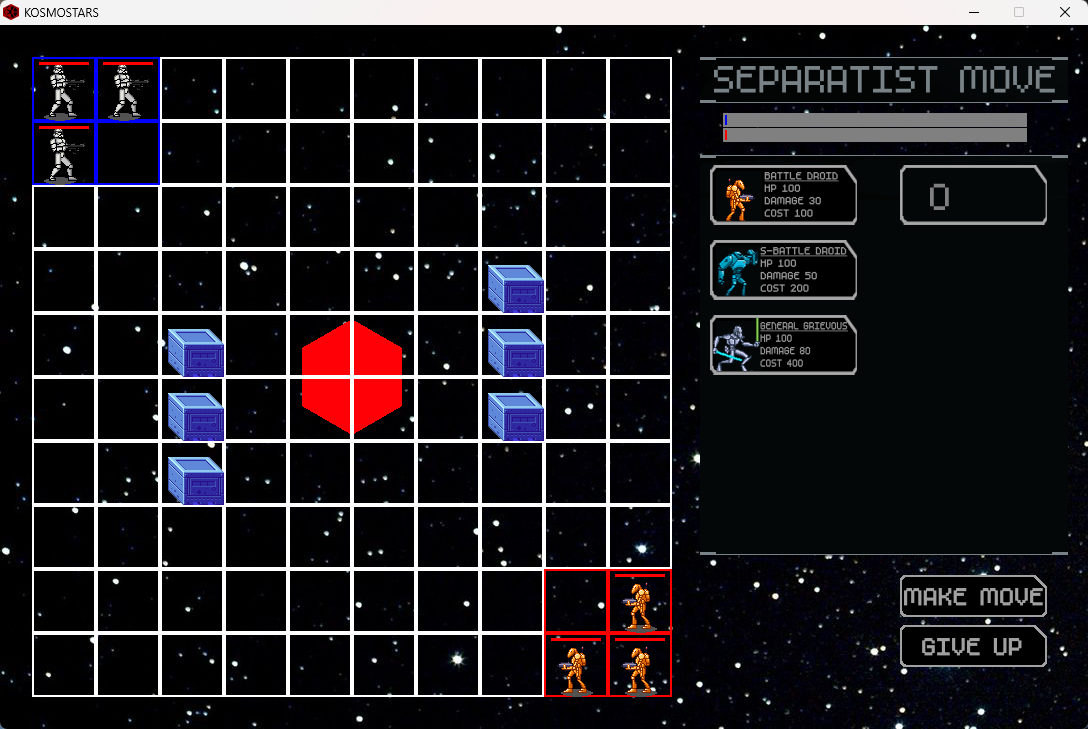 KOSMOSTARS
SEPARATIST MOVE
BATTLE DROID
HP 100
DAMAGE 30
COST 100
0
S-BATTLE DROID
HP 100
DAMAGE 50
COST 200
GENERAL GRIEVOUS
HP 100
DAMAGE 80
COST 400
MAKE MOVE
GIVE UP